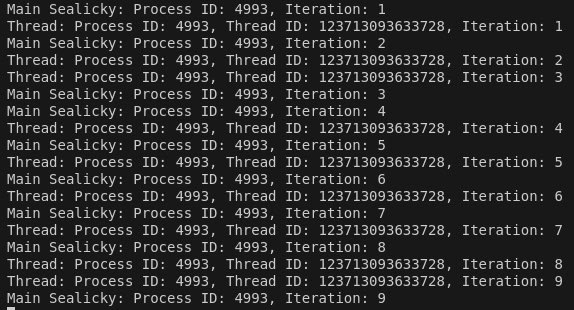 Main Sealicky: Process ID: 4993, Iteration: 1
Thread: Process ID: 4993, Thread ID: 123713093633728, Iteration: 1
Main Sealicky: Process ID: 4993, Iteration: 2
Thread: Process ID: 4993, Thread ID: 123713093633728, Iteration: 2
Thread: Process ID: 4993, Thread ID: 123713093633728, Iteration: 3
Main Sealicky: Process ID: 4993, Iteration: 3
Main Sealicky: Process ID: 4993, Iteration: 4
Thread: Process ID: 4993, Thread ID: 123713093633728, Iteration: 4
Main Sealicky: Process ID: 4993, Iteration: 5
Thread: Process ID: 4993, Thread ID: 123713093633728, Iteration: 5
Main Sealicky: Process ID: 4993, Iteration: 6
Thread: Process ID: 4993, Thread ID: 123713093633728, Iteration: 6
Main Sealicky: Process ID: 4993, Iteration: 7
Thread: Process ID: 4993, Thread ID: 123713093633728, Iteration: 7
Main Sealicky: Process ID: 4993, Iteration: 8
Thread: Process ID: 4993, Thread ID: 123713093633728, Iteration: 8
Thread: Process ID: 4993, Thread ID: 123713093633728, Iteration: 9
Main Sealicky: Process ID: 4993, Iteration: 9